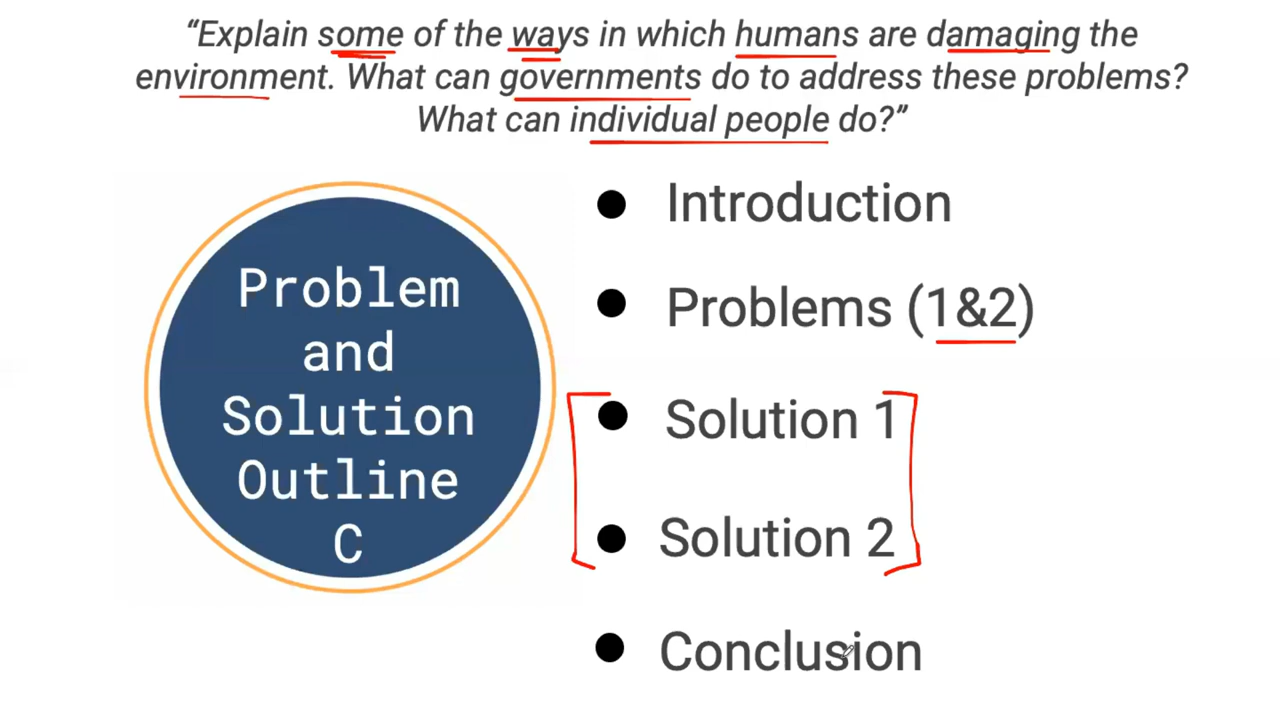 “Explain some of the ways in which humans are damaging the
environment. What can governments do to address these problems?
What can individual people do?”
Problem
and
Solution
Outline
C
● Introduction
● Problems (1&2)
● Solution 1
● Solution 2
● Conclusion